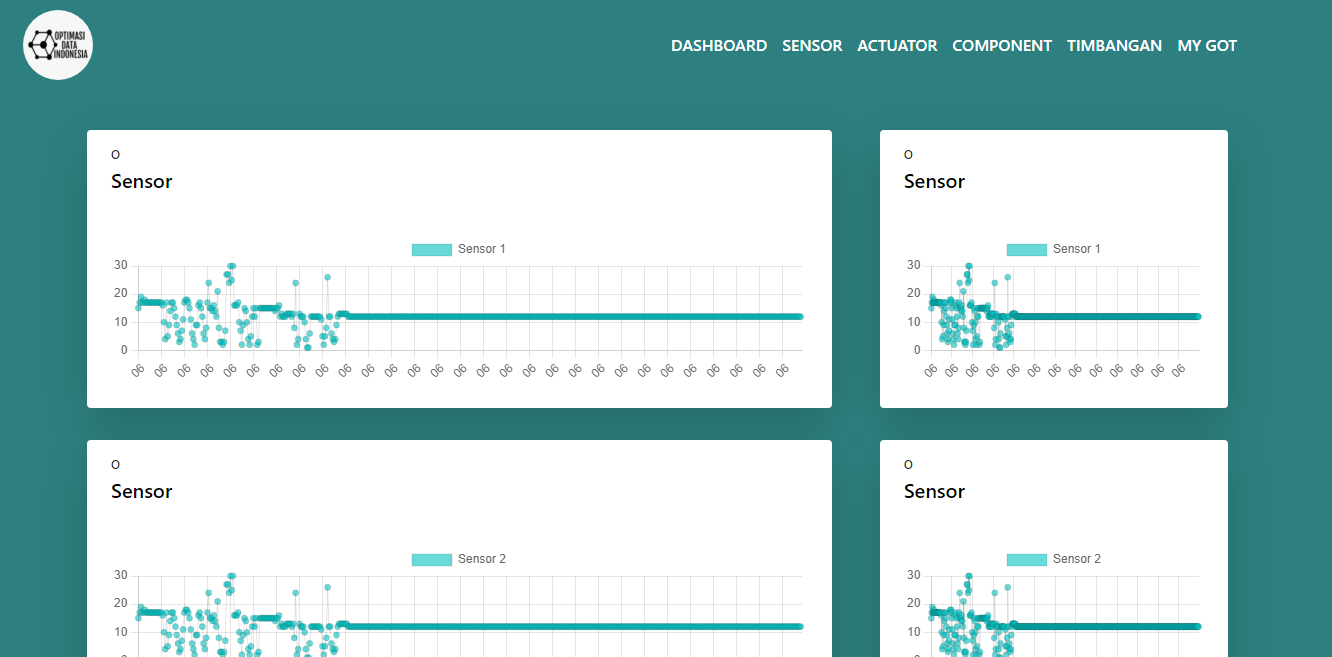 OPTIMASI
DATA
INDONESIA
DASHBOARD SENSOR ACTUATOR COMPONENT TIMBANGAN MY GOT
O
Sensor
Sensor 1
30
20
10
0
06 06 06 06 06 06 06 06 06 06 06 06 06 06 06 06 06 06 06 06 06 06 06 06 06 06 06 06 06
O
Sensor
Sensor 1
30
20
10
0
06 06 06 06 06 06 06 06 06 06 06 06 06
O
Sensor
Sensor 2
30
20
10
O
Sensor
Sensor 2
30
20
10